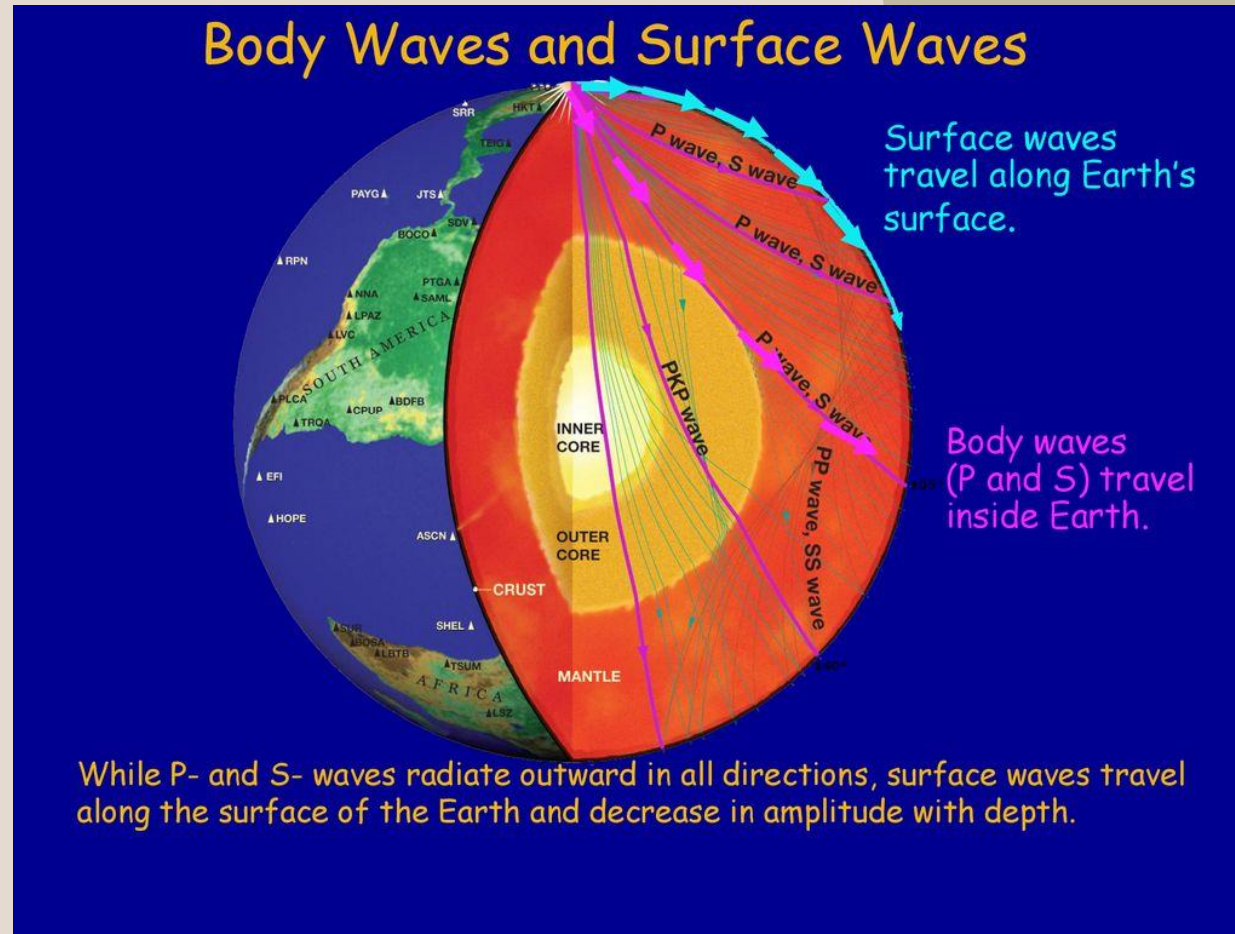 Body Waves and Surface Waves
SRR
HKT
TEIG
PAYG
JTS
SDV
BOCO
RPN
PTGA
SAML
NNA
LPAZ
LVC
SOUTH AMERICA
PLCA
TRQA
CPUP
BDFB
EFI
HOPE
ASCN
CRUST
SHEL
SUR
BOSA
LBTB
TSUM
AFRICA
LSZ
MANTLE
INNER
CORE
OUTER
CORE
P wave, S wave
P wave, S wave
P wave, S wave
PKP wave
PP wave, SS wave
Surface waves
travel along Earth's
surface.
Body waves
(P and S) travel
inside Earth.
While P- and S- waves radiate outward in all directions, surface waves travel
along the surface of the Earth and decrease in amplitude with depth.